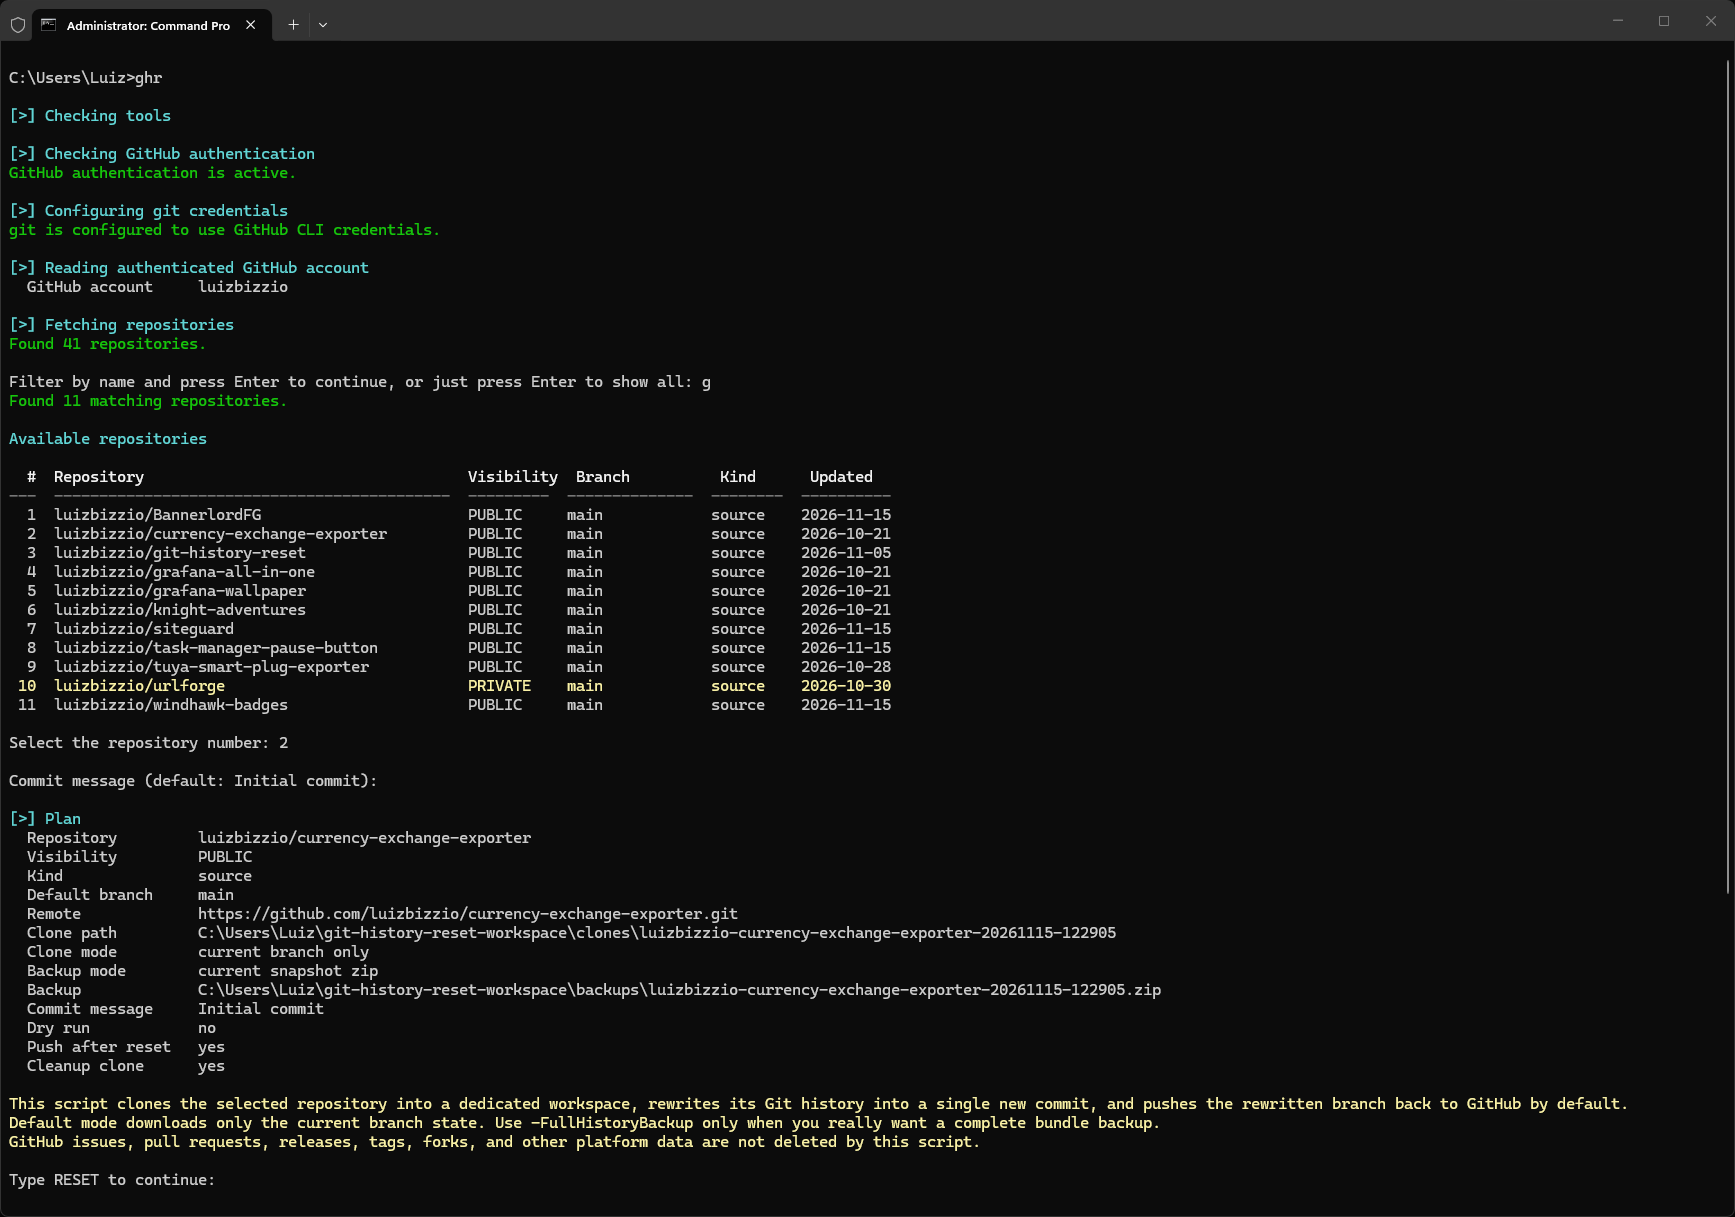 Administrator: Command Pro
C:\Users\Luiz>ghr
[>] Checking tools
[>] Checking GitHub authentication
GitHub authentication is active.
[>] Configuring git credentials
git is configured to use GitHub CLI credentials.
[>] Reading authenticated GitHub account
GitHub account luizbizzio
[>] Fetching repositories
Found 41 repositories.
Filter by name and press Enter to continue, or just press Enter to show all: g
Found 11 matching repositories.
Available repositories
# Repository Visibility Branch Kind Updated
--- -------------------------------------------- --------- -------------- -------- ----------
1 luizbizzio/BannerlordFG PUBLIC main source 2026-11-15
2 luizbizzio/currency-exchange-exporter PUBLIC main source 2026-10-21
3 luizbizzio/git-history-reset PUBLIC main source 2026-11-05
4 luizbizzio/grafana-all-in-one PUBLIC main source 2026-10-21
5 luizbizzio/grafana-wallpaper PUBLIC main source 2026-10-21
6 luizbizzio/knight-adventures PUBLIC main source 2026-10-21
7 luizbizzio/siteguard PUBLIC main source 2026-11-15
8 luizbizzio/task-manager-pause-button PUBLIC main source 2026-11-15
9 luizbizzio/tuya-smart-plug-exporter PUBLIC main source 2026-10-28
10 luizbizzio/urlforge PRIVATE main source 2026-10-30
11 luizbizzio/windhawk-badges PUBLIC main source 2026-11-15
Select the repository number: 2
Commit message (default: Initial commit):
[>] Plan
Repository luizbizzio/currency-exchange-exporter
Visibility PUBLIC
Kind source
Default branch main
Remote https://github.com/luizbizzio/currency-exchange-exporter.git
Clone path C:\Users\Luiz\git-history-reset-workspace\clones\luizbizzio-currency-exchange-exporter-20261115-122905
Clone mode current branch only
Backup mode current snapshot zip
Backup C:\Users\Luiz\git-history-reset-workspace\backups\luizbizzio-currency-exchange-exporter-20261115-122905.zip
Commit message Initial commit
Dry run no
Push after reset yes
Cleanup clone yes
This script clones the selected repository into a dedicated workspace, rewrites its Git history into a single new commit, and pushes the rewritten branch back to GitHub by default.
Default mode downloads only the current branch state. Use -FullHistoryBackup only when you really want a complete bundle backup.
GitHub issues, pull requests, releases, tags, forks, and other platform data are not deleted by this script.
Type RESET to continue: